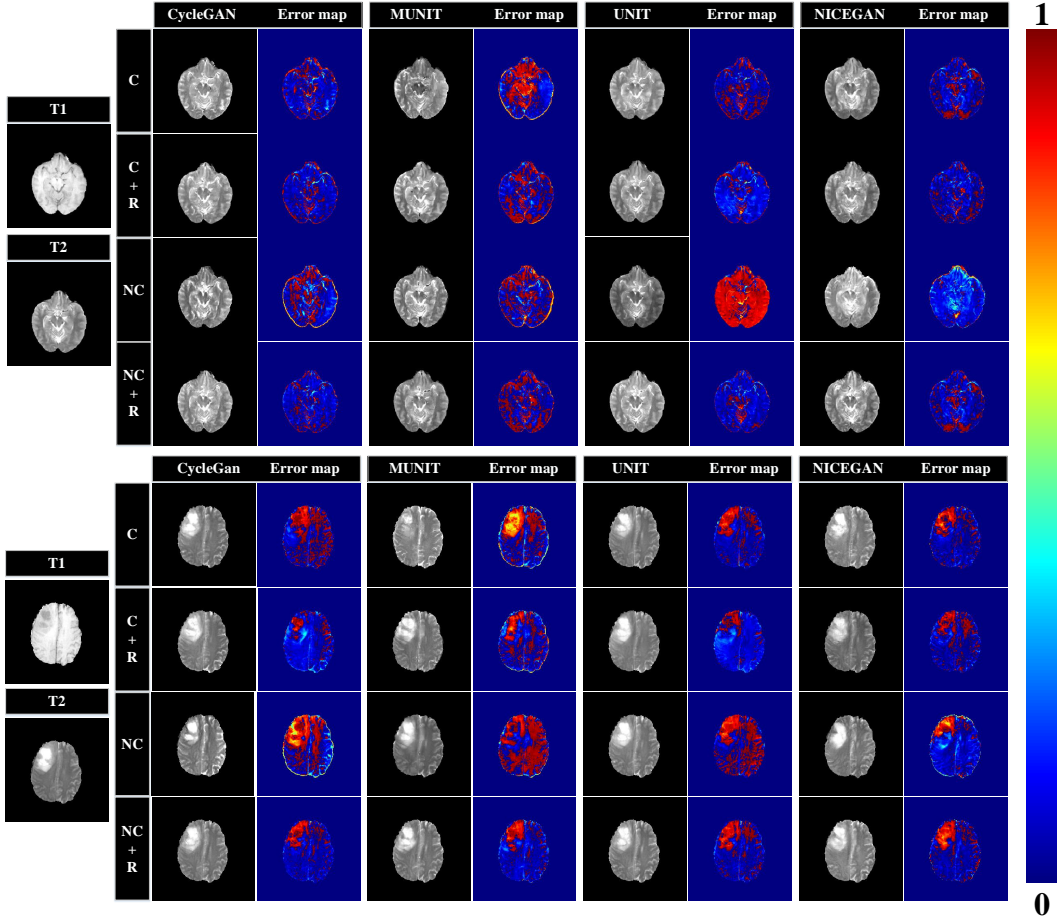 CycleGAN Error map MUNIT Error map UNIT Error map NICEGAN Error map
1
C
T1
C
+
R
T2
NC
NC
+
R
CycleGan Error map MUNIT Error map UNIT Error map NICEGAN Error map
C
T1
C
+
R
T2
NC
NC
+
R
0